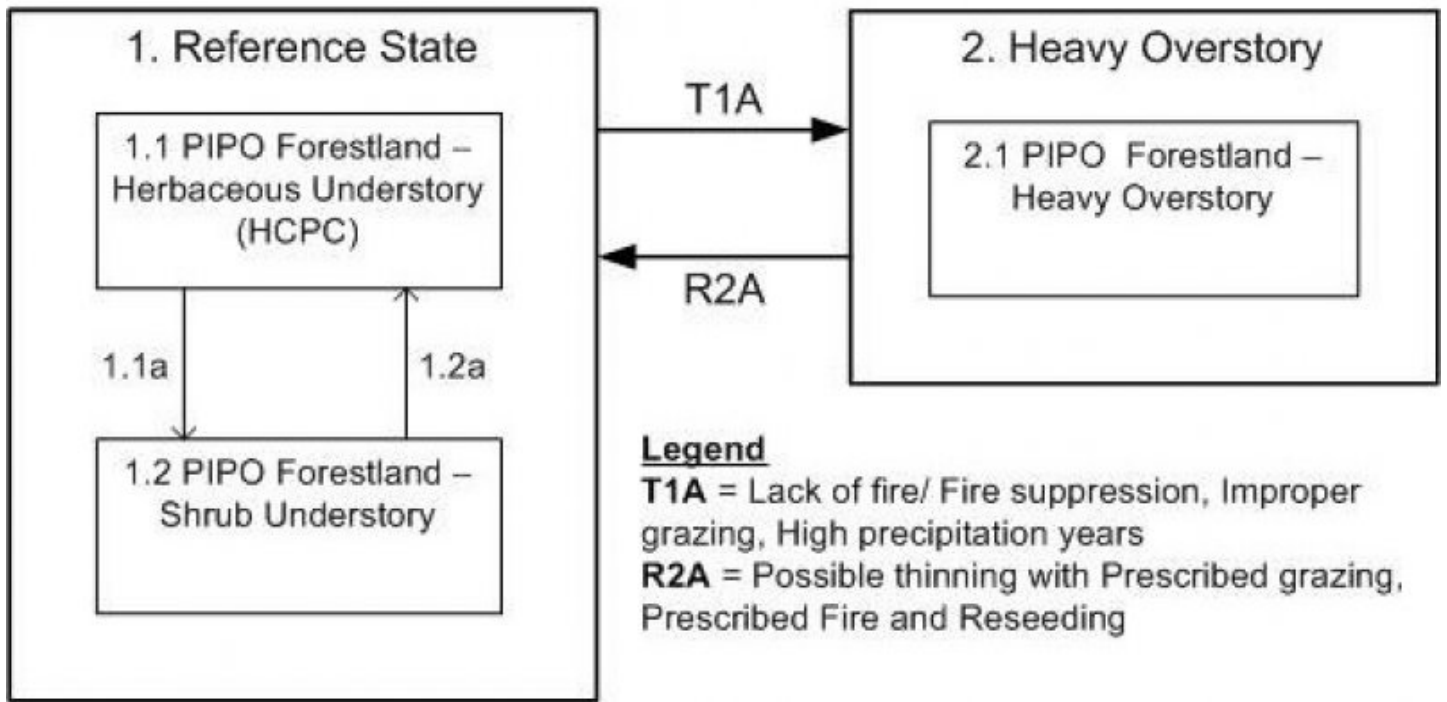 1. Reference State
1.1 PIPO Forestland –
Herbaceous Understory
(HCPC)
1.1a
1.2a
1.2 PIPO Forestland –
Shrub Understory
T1A
R2A
2. Heavy Overstory
2.1 PIPO Forestland –
Heavy Overstory
Legend
T1A = Lack of fire/ Fire suppression, Improper
grazing, High precipitation years
R2A = Possible thinning with Prescribed grazing,
Prescribed Fire and Reseeding